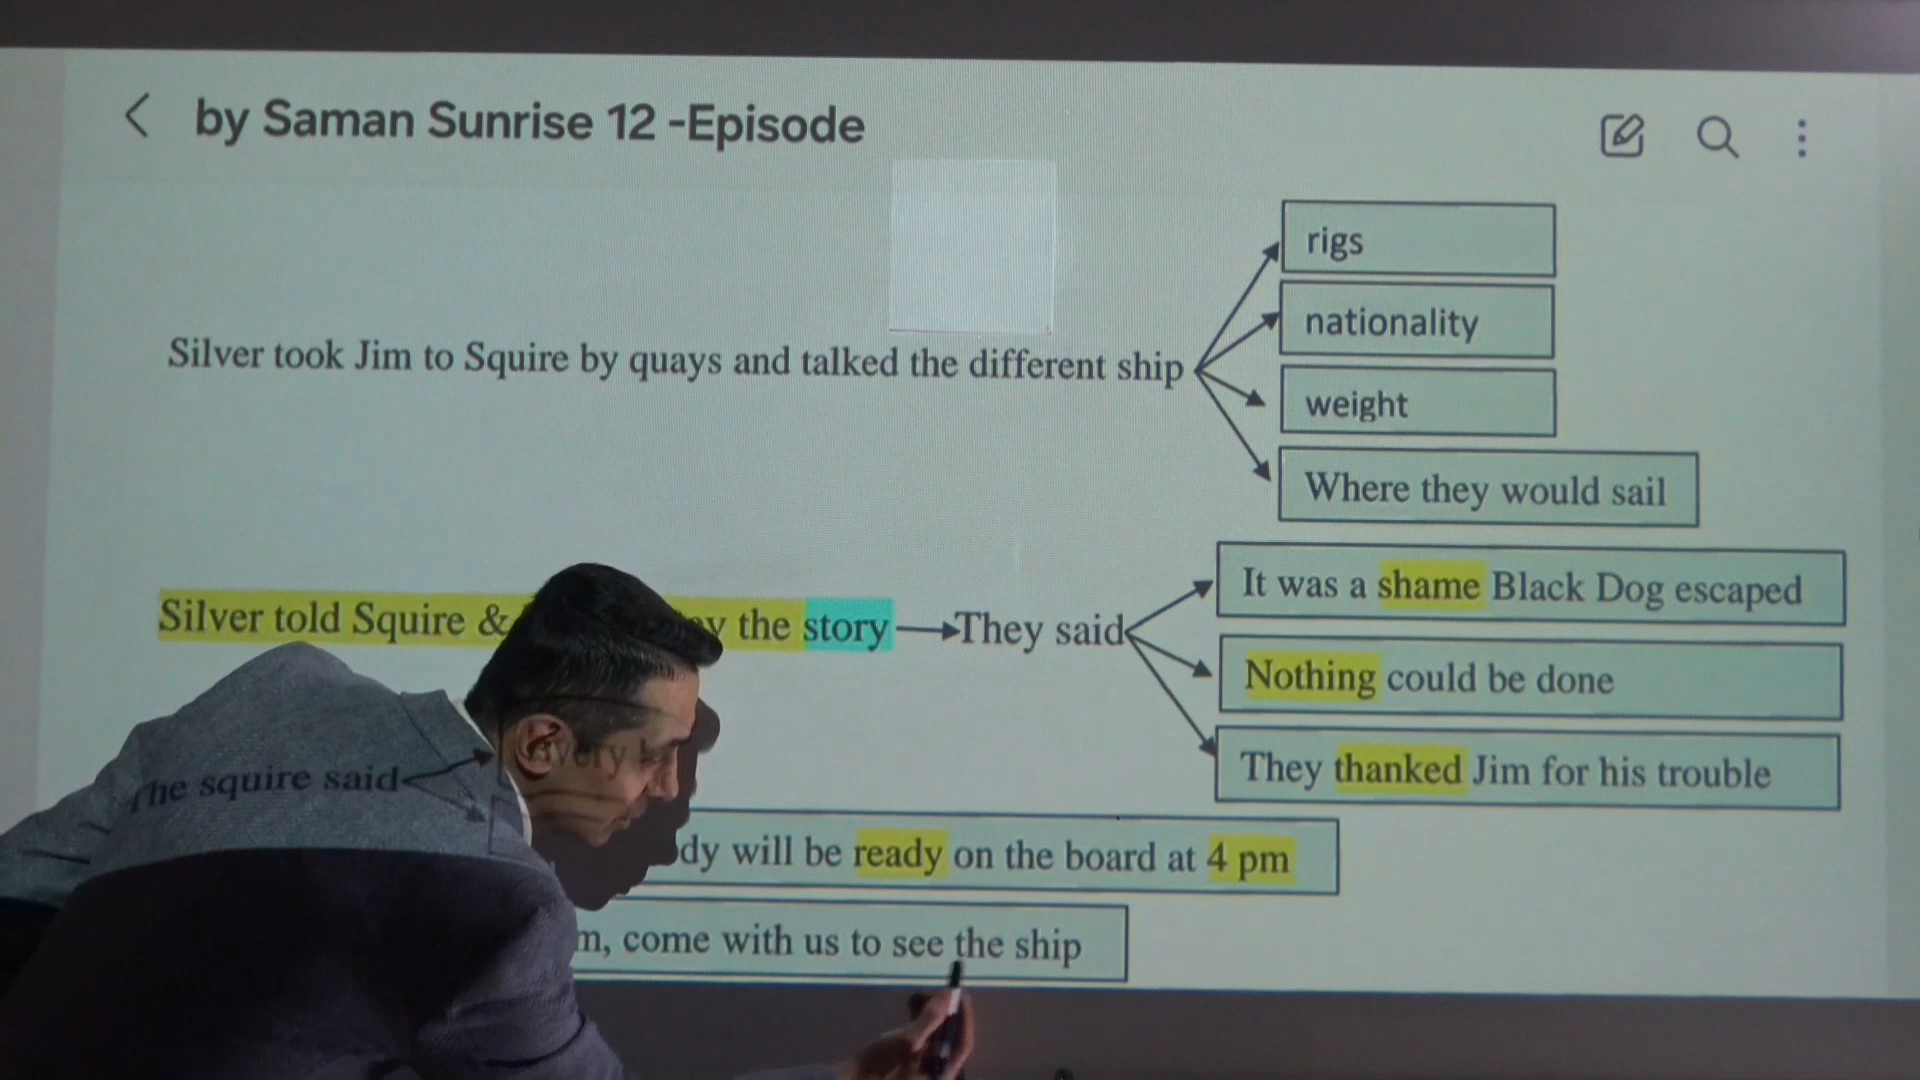 by Saman Sunrise 12 -Episode
rigs
nationality
Silver took Jim to Squire by quays and talked the different ship
weight
Where they would sail
It was a shame Black Dog escaped
Silver told Squire & the story They said
Nothing could be done
They thanked Jim for his trouble
The squire said
will be ready on the board at 4 pm
come with us to see the ship